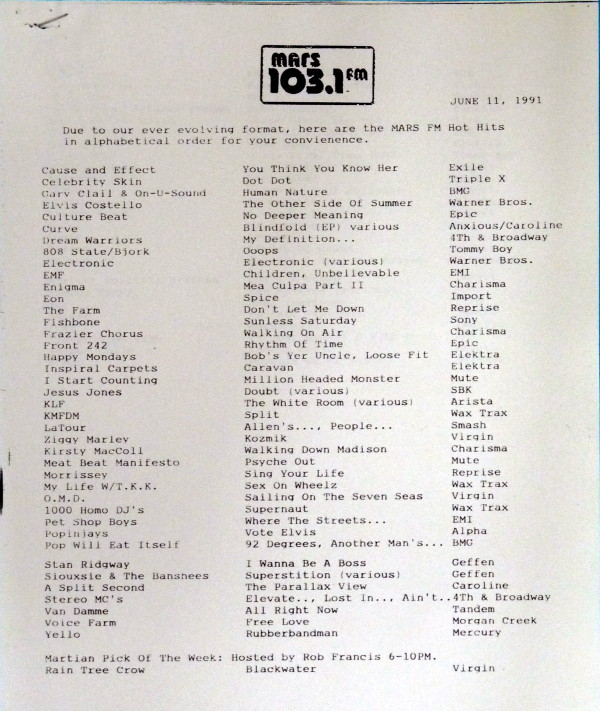 mars
103.1 FM
JUNE 11, 1991
Due to our ever evolving format, here are the MARS FM Hot Hits
in alphabetical order for your convienence.
Cause and Effect You Think You Know Her Exile
Celebrity Skin Dot Dot Triple X
Gary Clail & On-U-Sound Human Nature BMG
Elvis Costello The Other Side Of Summer Warner Bros.
Culture Beat No Deeper Meaning Epic
Curve Blindfold (EP) various Anxious/Caroline
Dream Warriors My Definition... 4Th & Broadway
808 State/Bjork Ooops Tommy Boy
Electronic Electronic (various) Warner Bros.
EMF Children, Unbelievable EMI
Enigma Mea Culpa Part II Charisma
Eon Spice Import
The Farm Don't Let Me Down Reprise
Fishbone Sunless Saturday Sony
Frazier Chorus Walking On Air Charisma
Front 242 Rhythm Of Time Epic
Happy Mondays Bob's Yer Uncle, Loose Fit Elektra
Inspiral Carpets Caravan Elektra
I Start Counting Million Headed Monster Mute
Jesus Jones Doubt (various) SBK
KLF The White Room (various) Arista
KMFDM Split Wax Trax
LaTour Allen's..., People... Smash
Ziggy Marley Kozmik Virgin
Kirsty MacColl Walking Down Madison Charisma
Meat Beat Manifesto Psyche Out Mute
Morrissey Sing Your Life Reprise
My Life W/T.K.K. Sex On Wheelz Wax Trax
O.M.D. Sailing On The Seven Seas Virgin
1000 Homo DJ's Supernaut Wax Trax
Pet Shop Boys Where The Streets... EMI
Popinjays Vote Elvis Alpha
Pop Will Eat Itself 92 Degrees, Another Man's... BMG
Stan Ridgway I Wanna Be A Boss Geffen
Siouxsie & The Banshees Superstition (various) Geffen
A Split Second The Parallax View Caroline
Stereo MC's Elevate.., Lost In.., Ain't..4Th & Broadway
Van Damme All Right Now Tandem
Voice Farm Free Love Morgan Creek
Yello Rubberbandman Mercury
Martian Pick Of The Week: Hosted by Rob Francis 6-10PM.
Rain Tree Crow Blackwater Virgin